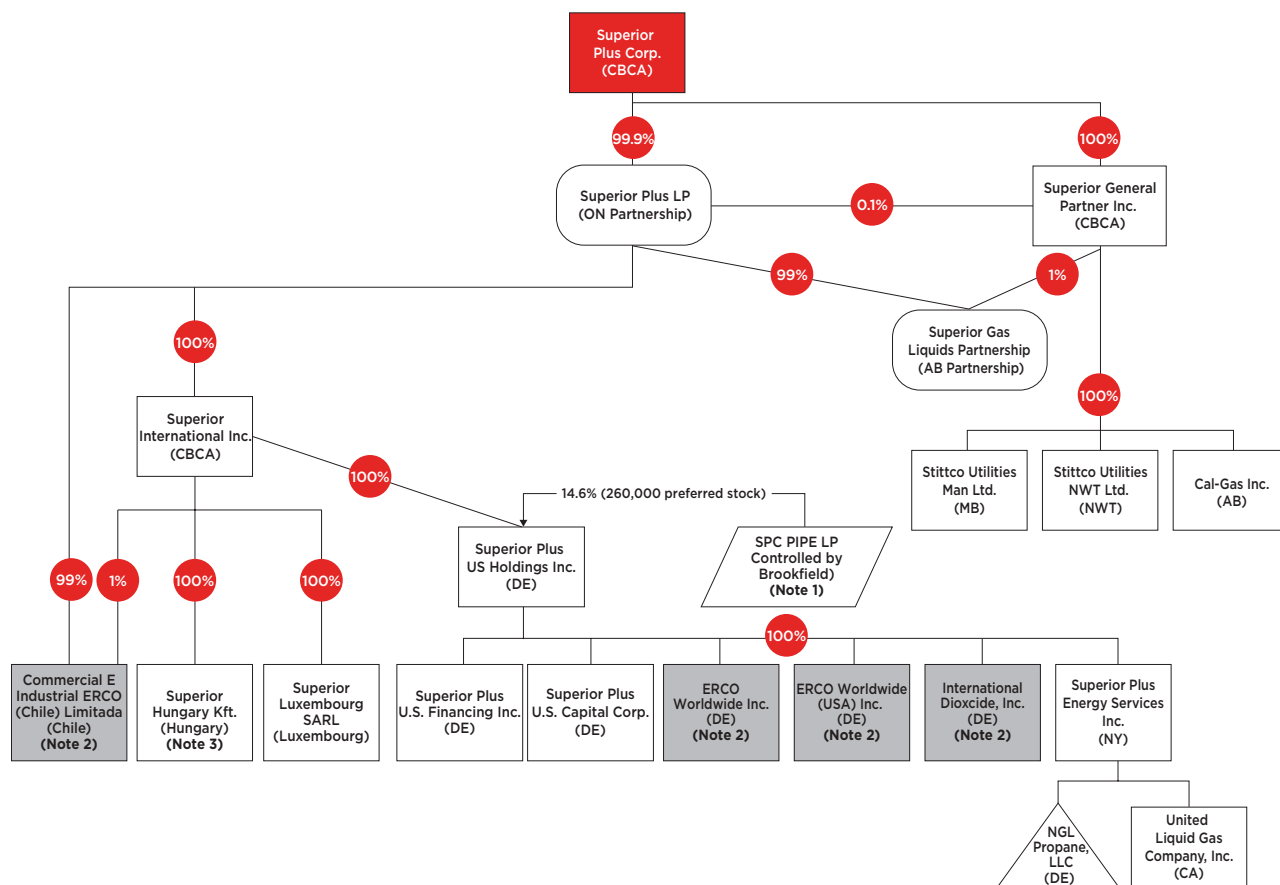 Superior
Plus Corp.
(CBCA)
99.9%
100%
Superior Plus LP
(ON Partnership)
0.1%
Superior General
Partner Inc.
(CBCA)
99%
1%
100%
Superior Gas
Liquids Partnership
(AB Partnership)
100%
Superior
International Inc.
(CBCA)
100%
Stittco Utilities
Man Ltd.
(MB)
Stittco Utilities
NWT Ltd.
(NWT)
Cal-Gas Inc.
(AB)
14.6% (260,000 preferred stock)
Superior Plus
US Holdings Inc.
(DE)
SPC PIPE LP
Controlled by
Brookfield)
(Note 1)
99%
1%
100%
100%
100%
Commercial E
Industrial ERCO
(Chile) Limitada
(Chile)
(Note 2)
Superior
Hungary Kft.
(Hungary)
(Note 3)
Superior
Luxembourg
SARL
(Luxembourg)
Superior Plus
U.S. Financing Inc.
(DE)
Superior Plus
U.S. Capital Corp.
(DE)
ERCO
Worldwide Inc.
(DE)
(Note 2)
ERCO Worldwide
(USA) Inc.
(DE)
(Note 2)
International
Dioxcide, Inc.
(DE)
(Note 2)
Superior Plus
Energy Services
Inc.
(NY)
NGL
Propane,
LLC
(DE)
United
Liquid Gas
Company, Inc.
(CA)